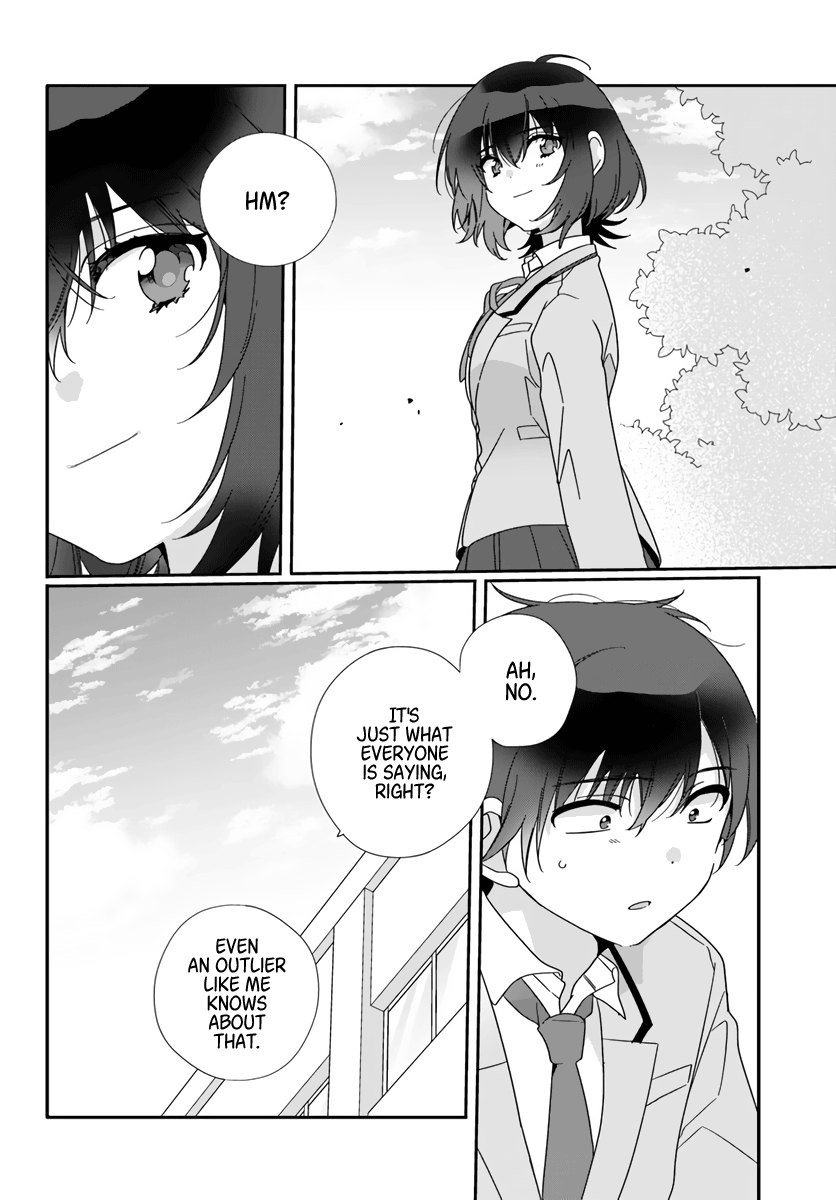 HM?
AH,
NO.
IT'S
JUST WHAT
EVERYONE
IS SAYING,
RIGHT?
EVEN
AN OUTLIER
LIKE ME
KNOWS
ABOUT
THAT.